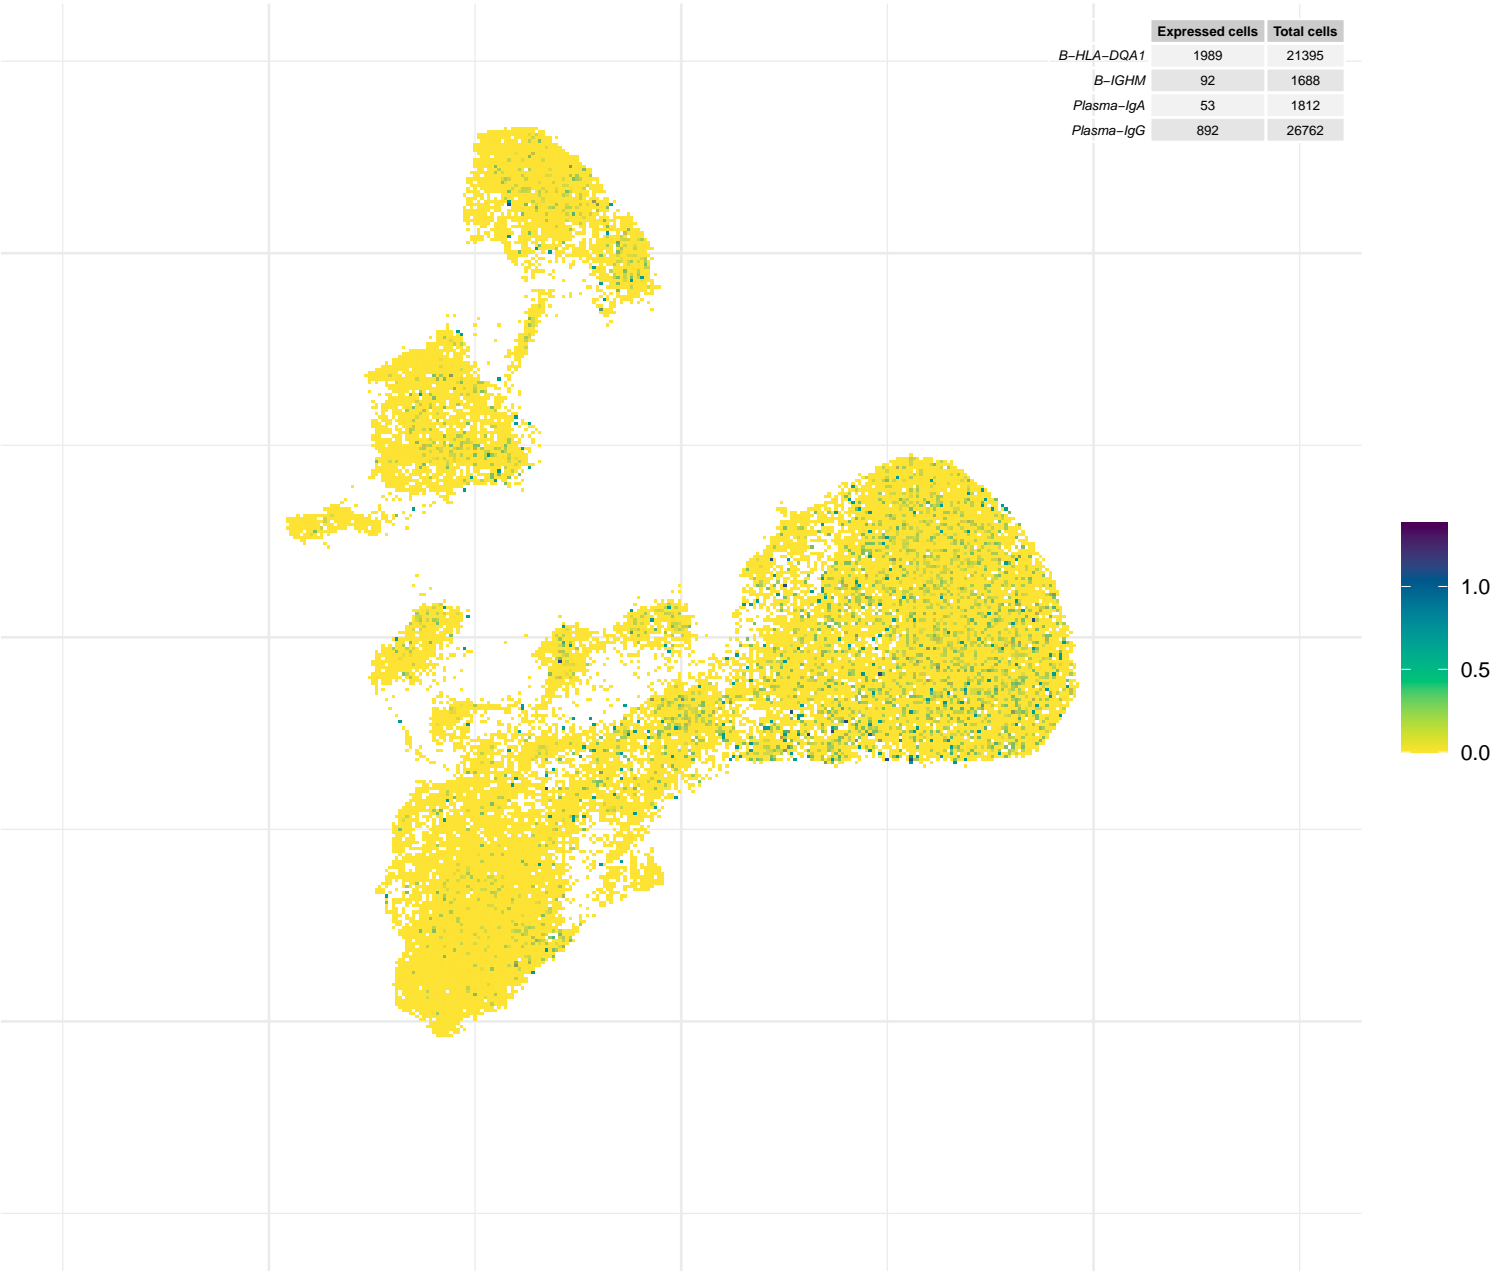 Expressed cells Total cells
B−HLA−DQA1 1989 21395
B−IGHM 92 1688
Plasma−IgA 53 1812
Plasma−IgG 892 26762
1.0
0.5
0.0